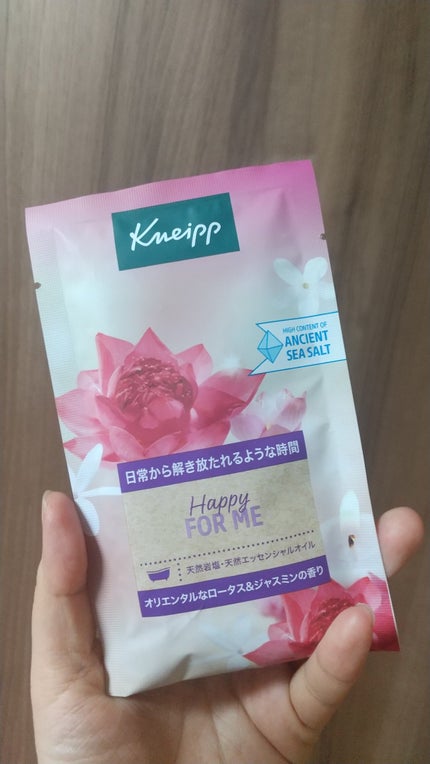 Kneipp
HIGH CONTENT OF
ANCIENT
SEA SALT
日常から解き放たれるような時間
Happy
FOR ME
天然岩塩・天然エッセンシャルオイル
オリエンタルなロータス&ジャスミンの香り